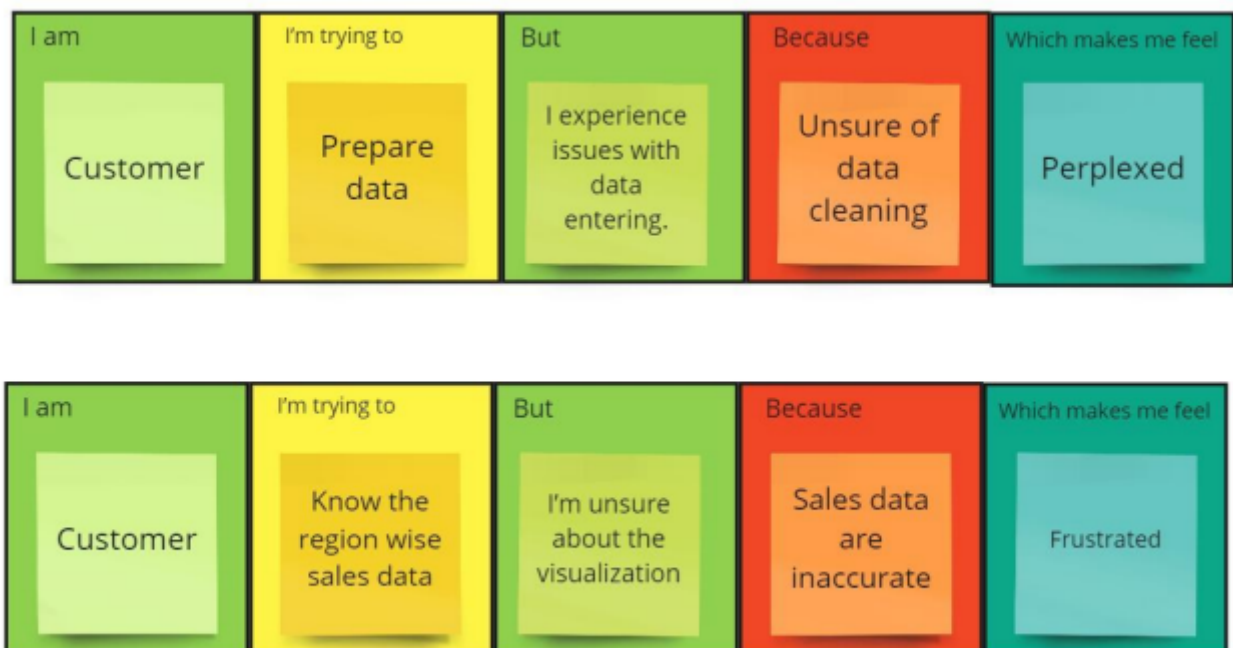 I am
Customer
I'm trying to
Prepare
data
But
I experience
issues with
data
entering.
Because
Unsure of
data
cleaning
Which makes me feel
Perplexed
I am
Customer
I'm trying to
Know the
region wise
sales data
But
I'm unsure
about the
visualization
Because
Sales data
are
inaccurate
Which makes me feel
Frustrated